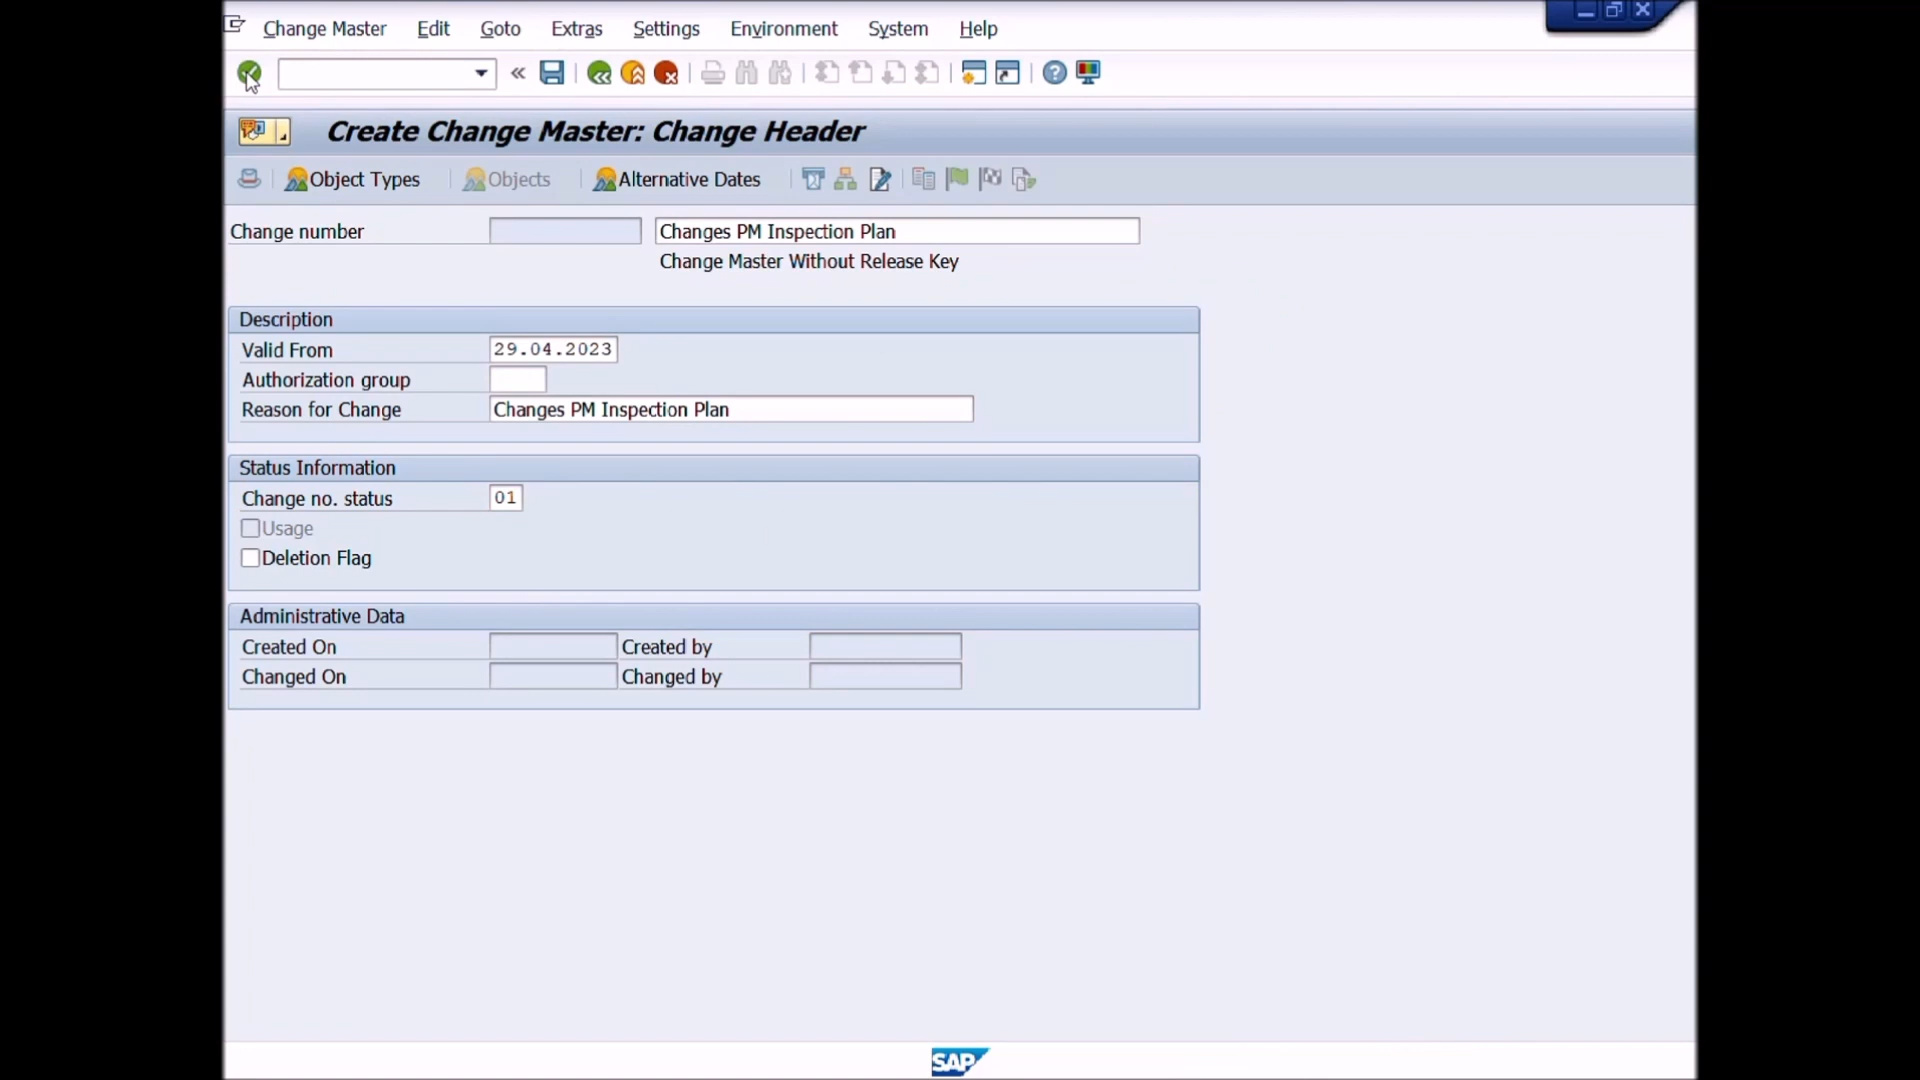 Change Master Edit Goto Extras Settings Environment System Help
Create Change Master: Change Header
Object Types Objects Alternative Dates
Change number Changes PM Inspection Plan
Change Master Without Release Key
Description
Valid From 29.04.2023
Authorization group
Reason for Change Changes PM Inspection Plan
Status Information
Change no. status 01
Usage
Deletion Flag
Administrative Data
Created On Created by
Changed On Changed by
SAP